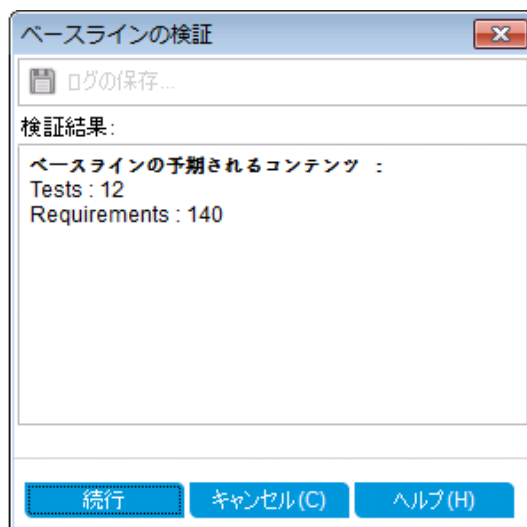 ベースラインの検証
ログの保存...
検証結果:
ベースラインの予期されるコンテンツ :
Tests : 12
Requirements : 140
続行
キャンセル(C)
ヘルプ(H)